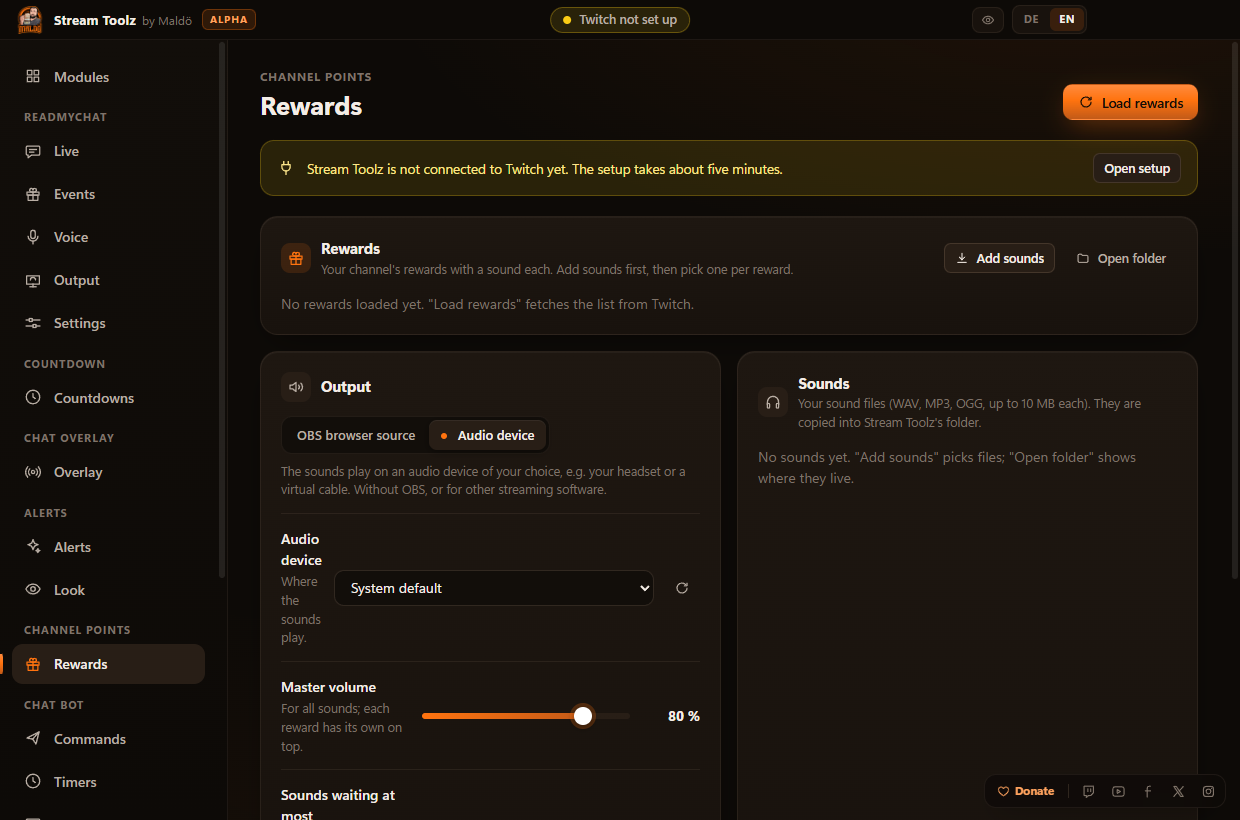 Stream Toolz by Maldö ALPHA
Twitch not set up
DE EN
Modules
READMYCHAT
Live
Events
Voice
Output
Settings
COUNTDOWN
Countdowns
CHAT OVERLAY
Overlay
ALERTS
Alerts
Look
CHANNEL POINTS
Rewards
CHAT BOT
Commands
Timers
CHANNEL POINTS
Rewards
Load rewards
Stream Toolz is not connected to Twitch yet. The setup takes about five minutes.
Open setup
Rewards
Your channel's rewards with a sound each. Add sounds first, then pick one per reward.
Add sounds
Open folder
No rewards loaded yet. "Load rewards" fetches the list from Twitch.
Output
OBS browser source
Audio device
The sounds play on an audio device of your choice, e.g. your headset or a
virtual cable. Without OBS, or for other streaming software.
Audio
device
Where
the
sounds
play.
System default
Master volume
For all sounds; each
reward has its own on
top.
80 %
Sounds waiting at
most
Sounds
Your sound files (WAV, MP3, OGG, up to 10 MB each). They are
copied into Stream Toolz's folder.
No sounds yet. "Add sounds" picks files; "Open folder" shows
where they live.
Donate